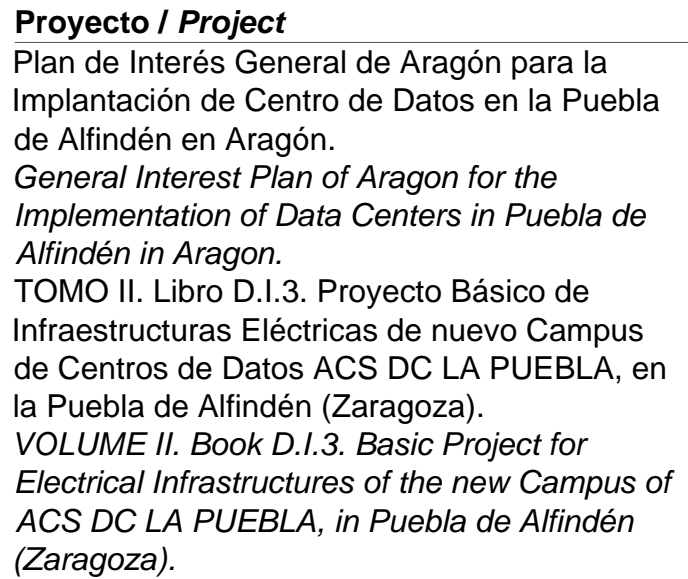 Proyecto / Project
Plan de Interés General de Aragón para la
Implantación de Centro de Datos en la Puebla
de Alfindén en Aragón.
General Interest Plan of Aragon for the
Implementation of Data Centers in Puebla de
Alfindén in Aragon.
TOMO II. Libro D.I.3. Proyecto Básico de
Infraestructuras Eléctricas de nuevo Campus
de Centros de Datos ACS DC LA PUEBLA, en
la Puebla de Alfindén (Zaragoza).
VOLUME II. Book D.I.3. Basic Project for
Electrical Infrastructures of the new Campus of
ACS DC LA PUEBLA, in Puebla de Alfindén
(Zaragoza).